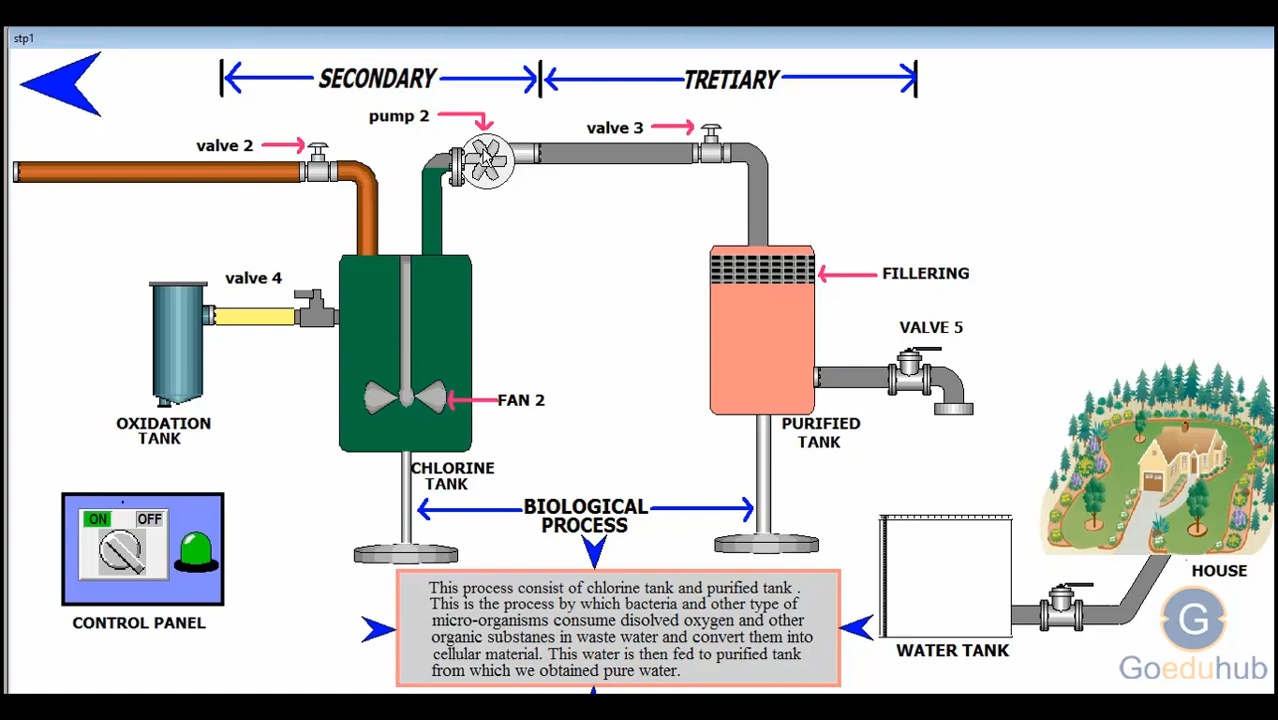 stp1
SECONDARY
TRETIARY
pump 2
valve 3
valve 2
valve 4
FILLERING
VALVE 5
FAN 2
OXIDATION
TANK
PURIFIED
TANK
CHLORINE
TANK
BIOLOGICAL
PROCESS
ON
OFF
HOUSE
This process consist of chlorine tank and purified tank .
This is the process by which bacteria and other type of
micro-organisms consume disolved oxygen and other
organic substanes in waste water and convert them into
cellular material. This water is then fed to purified tank
from which we obtained pure water.
CONTROL PANEL
WATER TANK
G
Goeduhub